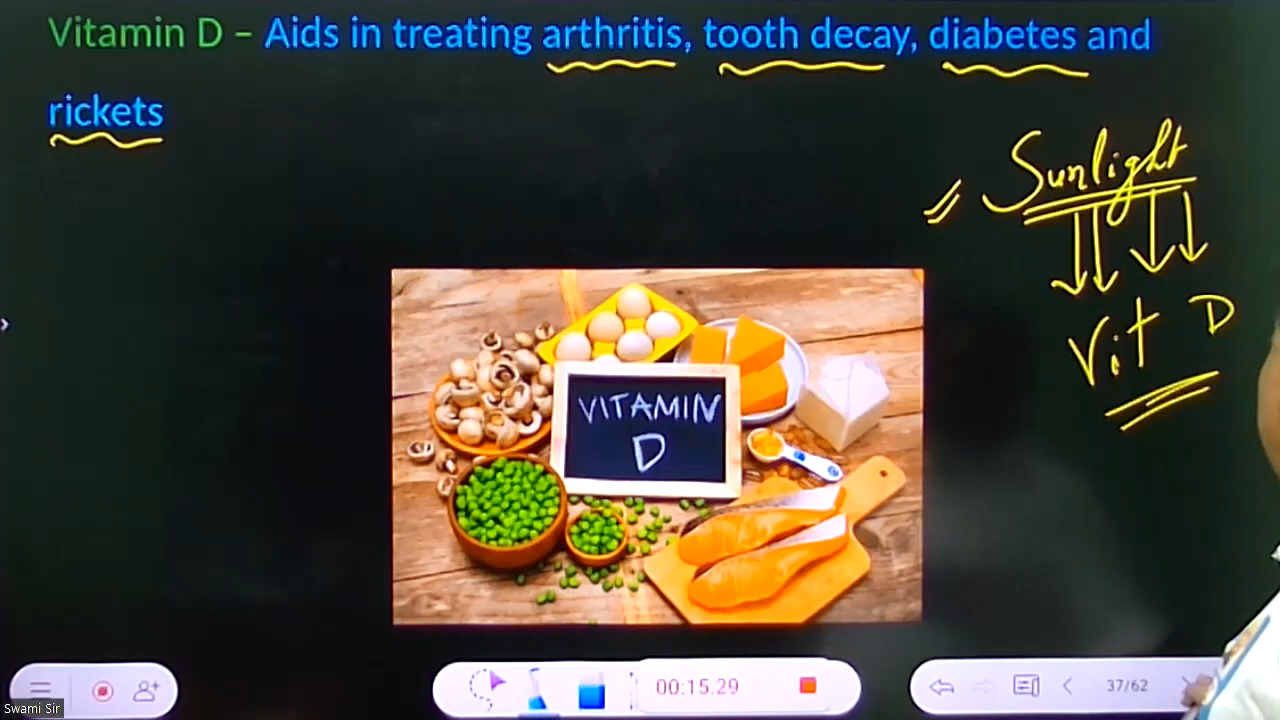 Vitamin D – Aids in treating arthritis, tooth decay, diabetes and
rickets
Sunlight
Vit D
VITAMIN
D
00:15.29
37/62
Swami Sir